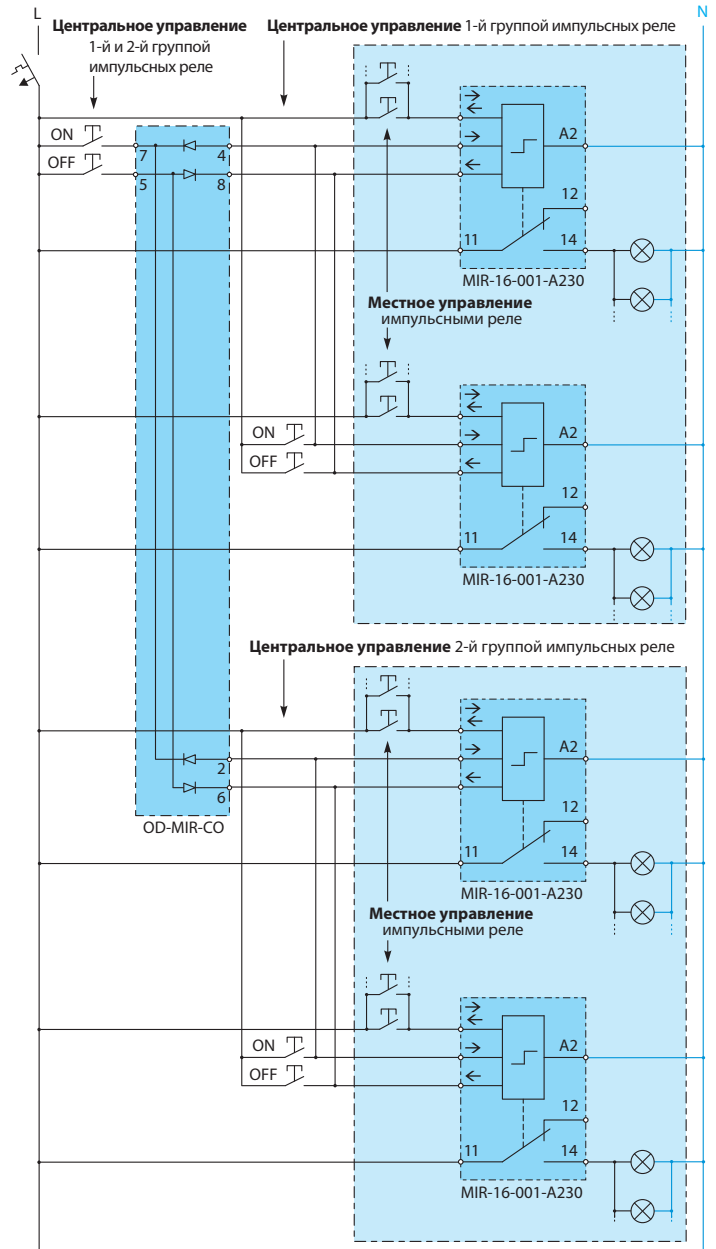 L
N
Центральное управление
1-й и 2-й группой
импульсных реле
Центральное управление 1-й группой импульсных реле
ON
OFF
7
4
5
8
A2
12
11
14
MIR-16-001-A230
Местное управление
импульсными реле
ON
OFF
A2
12
11
14
MIR-16-001-A230
Центральное управление 2-й группой импульсных реле
2
6
OD-MIR-CO
A2
12
11
14
MIR-16-001-A230
Местное управление
импульсными реле
ON
OFF
A2
12
11
14
MIR-16-001-A230